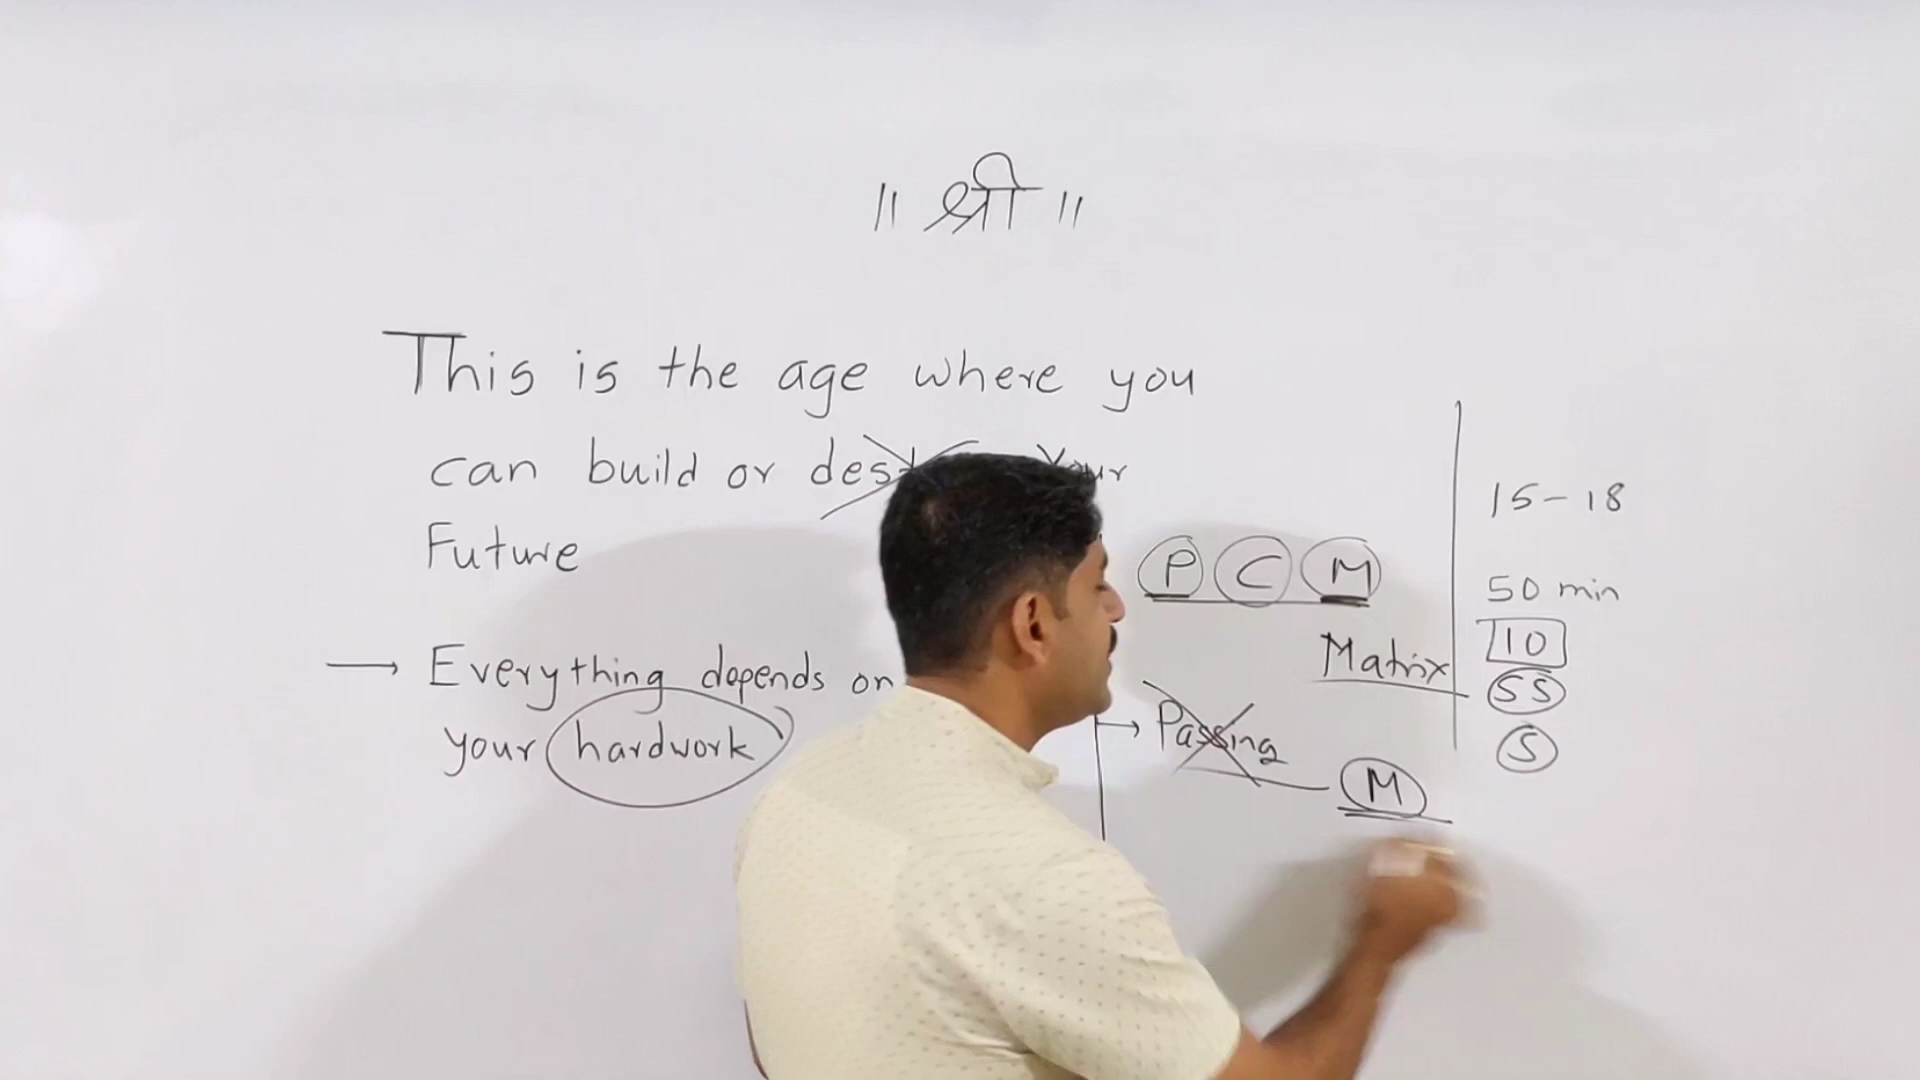 ॥ श्री ॥
This is the age where you
can build or Your
Future
→ Everything depends on
your hardwork
P C M
Matrix
→ Passing
M
15-18
50 min
10
SS
S